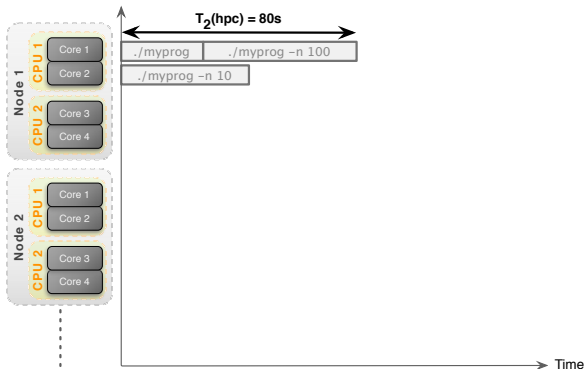 T2(hpc) = 80s
Node 1
CPU 1
Core 1
Core 2
./myprog
./myprog -n 100
./myprog -n 10
CPU 2
Core 3
Core 4
Node 2
CPU 1
Core 1
Core 2
CPU 2
Core 3
Core 4
Time